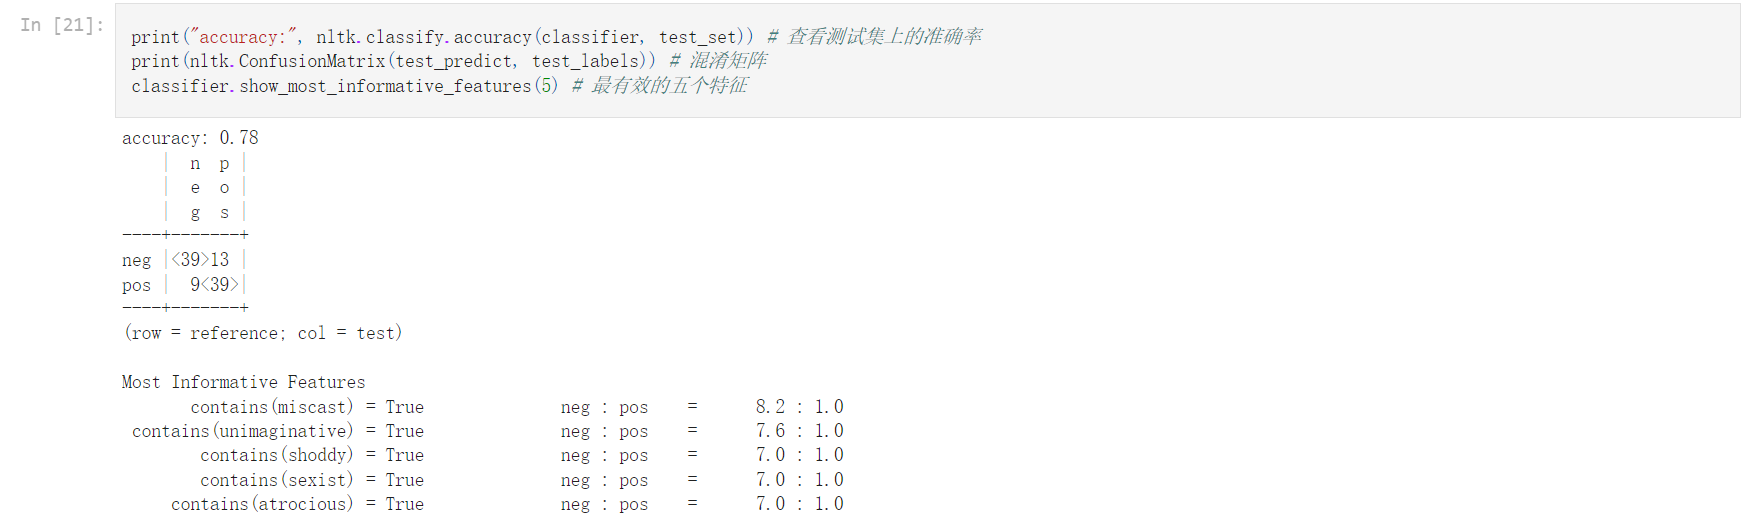 In [21]:
print("accuracy:", nltk.classify.accuracy(classifier, test_set)) # 查看测试集上的准确率
print(nltk.ConfusionMatrix(test_predict, test_labels)) # 混淆矩阵
classifier.show_most_informative_features(5) # 最有效的五个特征
accuracy: 0.78
    |  n  p |
    |  e  o |
    |  g  s |
----+-------+
neg |<39>13 |
pos |  9<39>|
----+-------+
(row = reference; col = test)
Most Informative Features
contains(miscast) = True neg : pos = 8.2 : 1.0
contains(unimaginative) = True neg : pos = 7.6 : 1.0
contains(shoddy) = True neg : pos = 7.0 : 1.0
contains(sexist) = True neg : pos = 7.0 : 1.0
contains(atrocious) = True neg : pos = 7.0 : 1.0